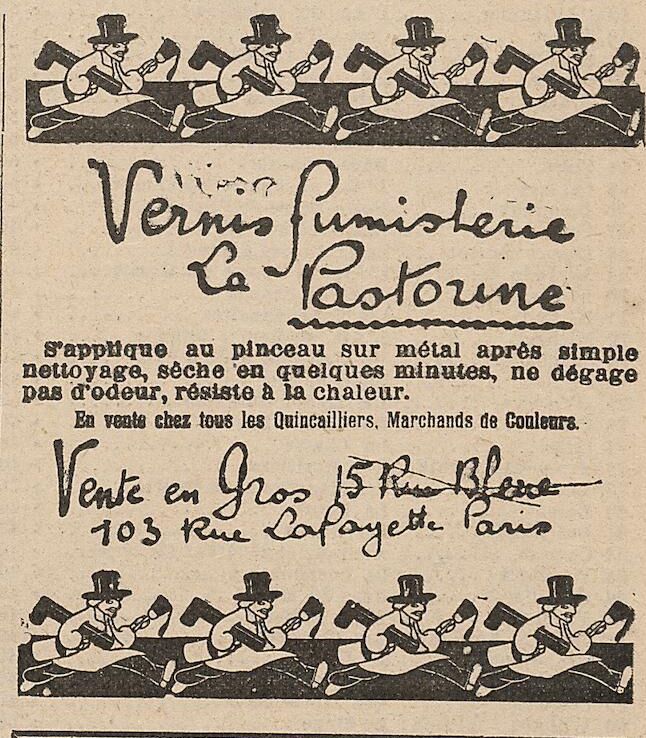 Vernis fumisterie
La Pastourine
S'applique au pinceau sur métal après simple
nettoyage, sèche en quelques minutes, ne dégage
pas d'odeur, résiste à la chaleur.
En vente chez tous les Quincailliers, Marchands de Couleurs.
Vente en Gros 15 Rue Bleue
103 Rue LaFayette Paris